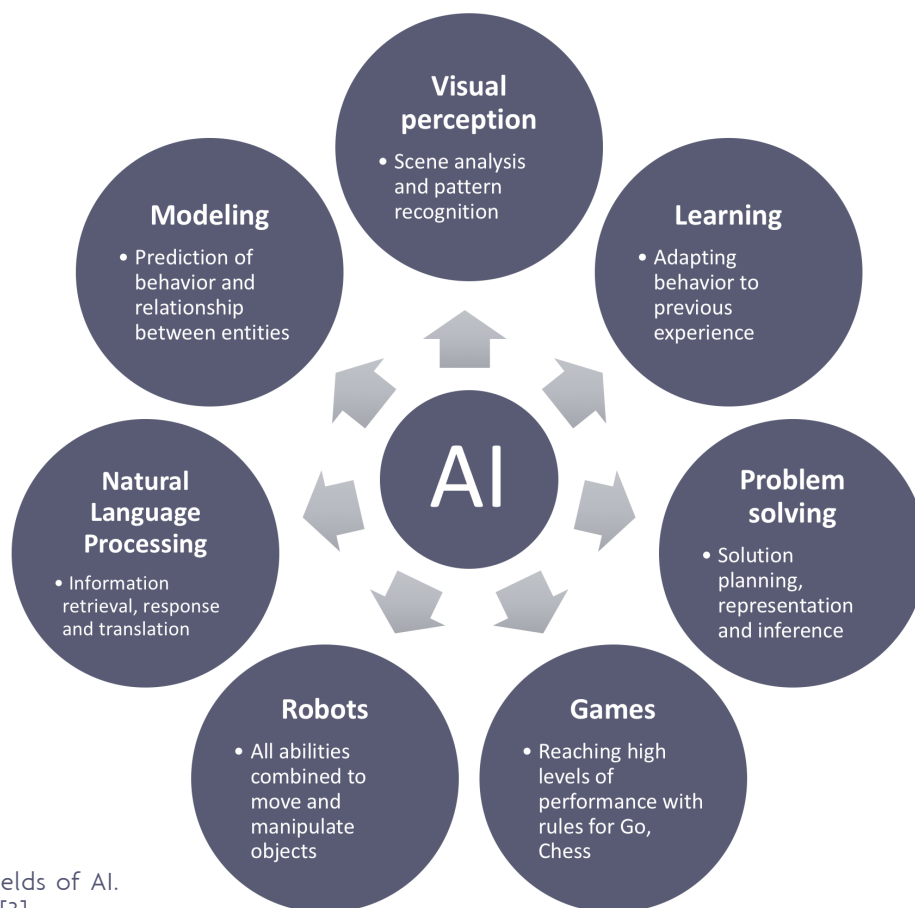 Visual
perception
• Scene analysis
and pattern
recognition
Learning
• Adapting
behavior to
previous
experience
Problem
solving
• Solution
planning,
representation
and inference
Games
• Reaching high
levels of
performance with
rules for Go,
Chess
Robots
• All abilities
combined to
move and
manipulate
objects
Natural
Language
Processing
• Information
retrieval, response
and translation
Modeling
• Prediction of
behavior and
relationship
between entities
AI
elds of AI.
[3]